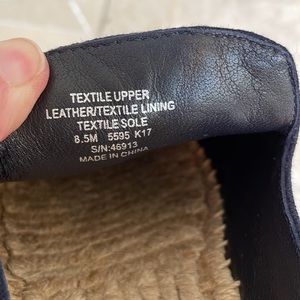 TEXTILE UPPER
LEATHER/TEXTILE LINING
TEXTILE SOLE
8.5M 5595 K17
S/N:46913
MADE IN CHINA